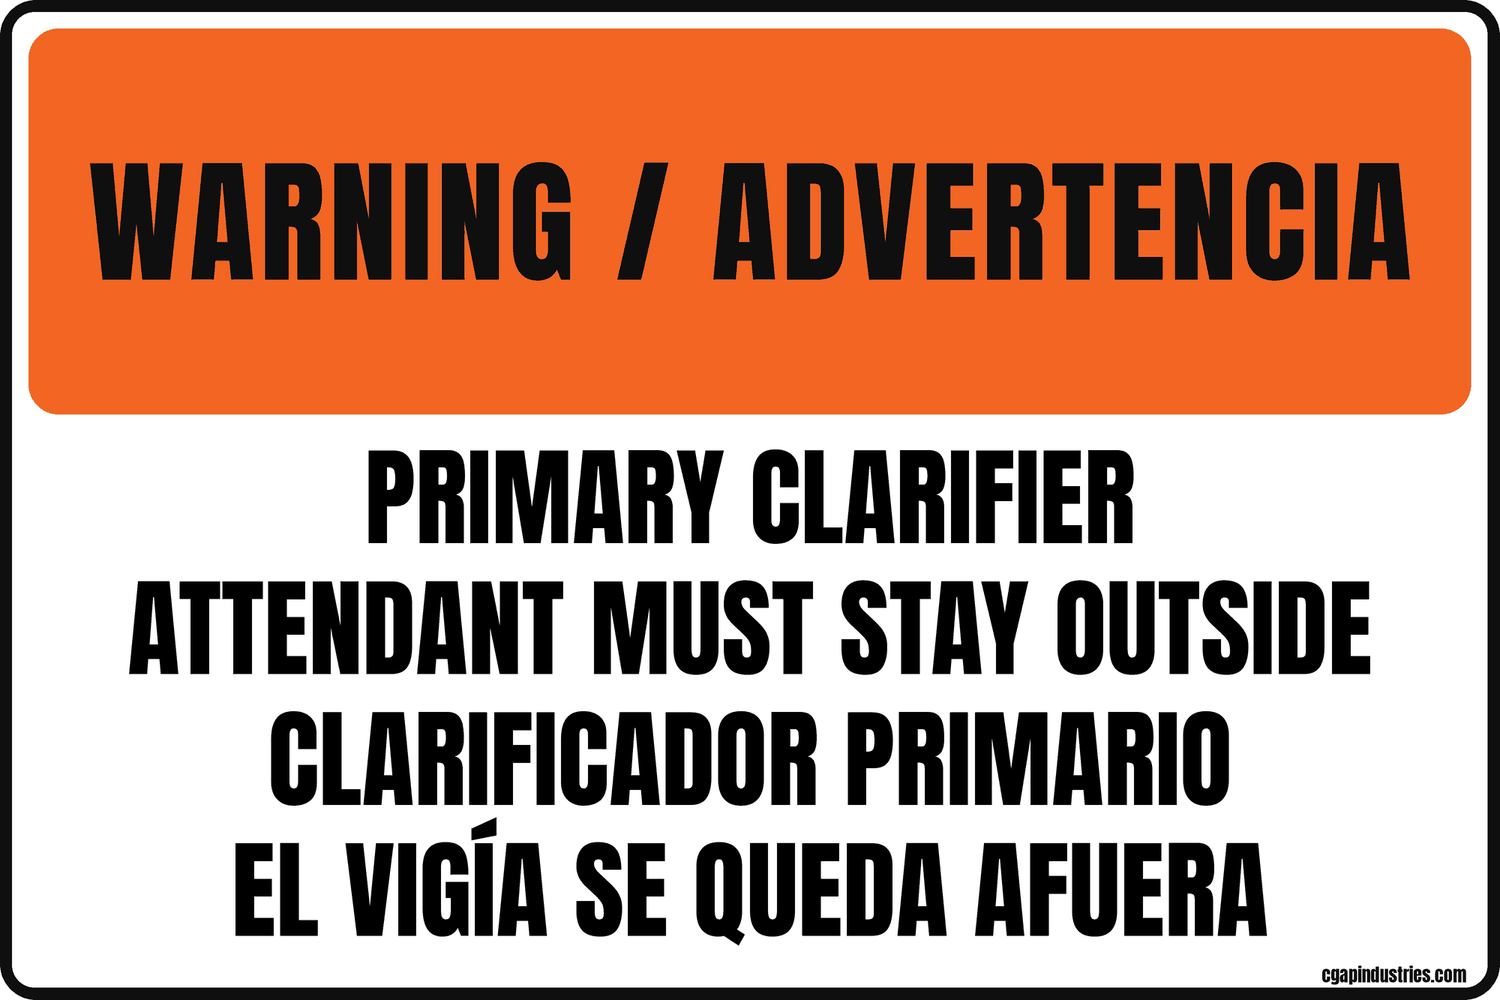 WARNING / ADVERTENCIA
PRIMARY CLARIFIER
ATTENDANT MUST STAY OUTSIDE
CLARIFICADOR PRIMARIO
EL VIGÍA SE QUEDA AFUERA
cgapindustries.com